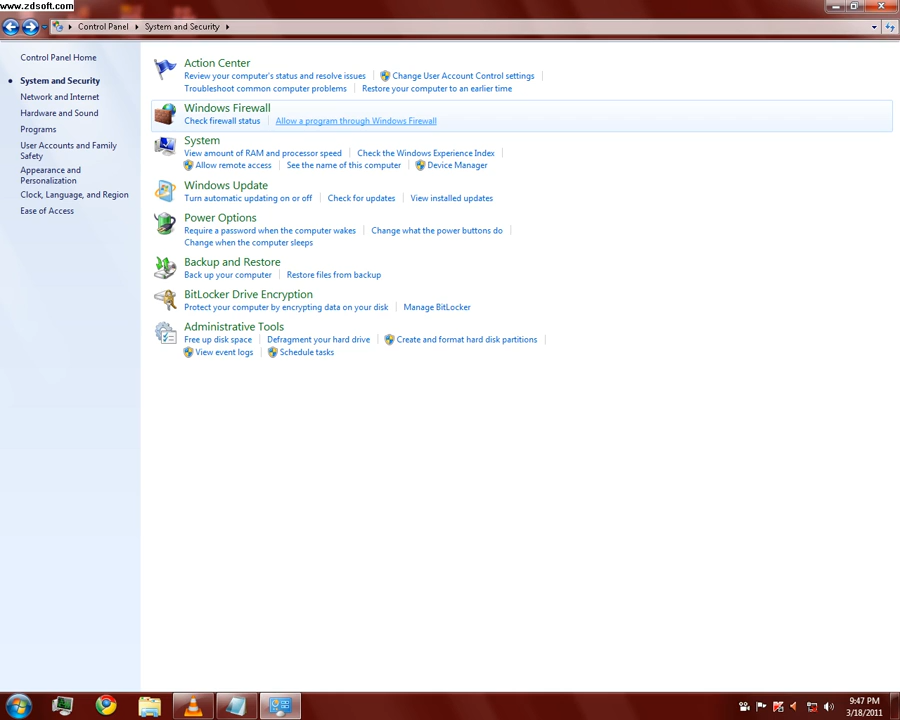 www.zdsoft.com
Control Panel
System and Security
Control Panel Home
System and Security
Network and Internet
Hardware and Sound
Programs
User Accounts and Family
Safety
Appearance and
Personalization
Clock, Language, and Region
Ease of Access
Action Center
Review your computer's status and resolve issues
Change User Account Control settings
Troubleshoot common computer problems
Restore your computer to an earlier time
Windows Firewall
Check firewall status
Allow a program through Windows Firewall
System
View amount of RAM and processor speed
Check the Windows Experience Index
Allow remote access
See the name of this computer
Device Manager
Windows Update
Turn automatic updating on or off
Check for updates
View installed updates
Power Options
Require a password when the computer wakes
Change what the power buttons do
Change when the computer sleeps
Backup and Restore
Back up your computer
Restore files from backup
BitLocker Drive Encryption
Protect your computer by encrypting data on your disk
Manage BitLocker
Administrative Tools
Free up disk space
Defragment your hard drive
Create and format hard disk partitions
View event logs
Schedule tasks
9:47 PM
3/18/2011